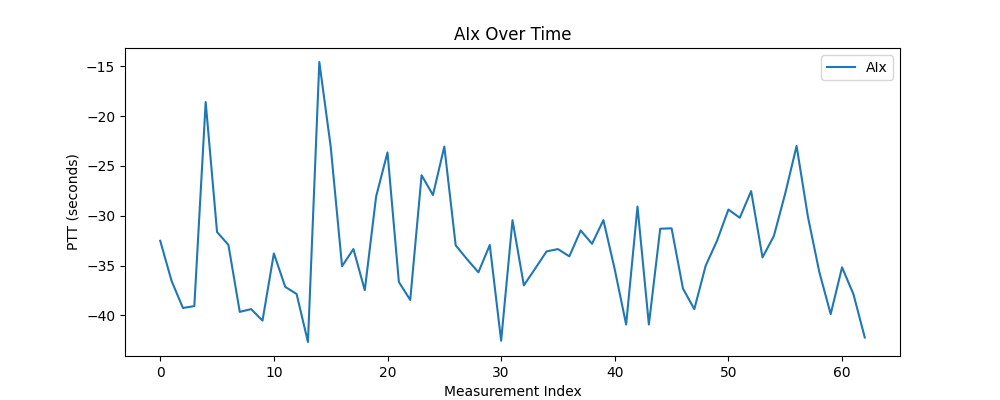 AIx Over Time
AIx
PTT (seconds)
−15
−20
−25
−30
−35
−40
0 10 20 30 40 50 60
Measurement Index